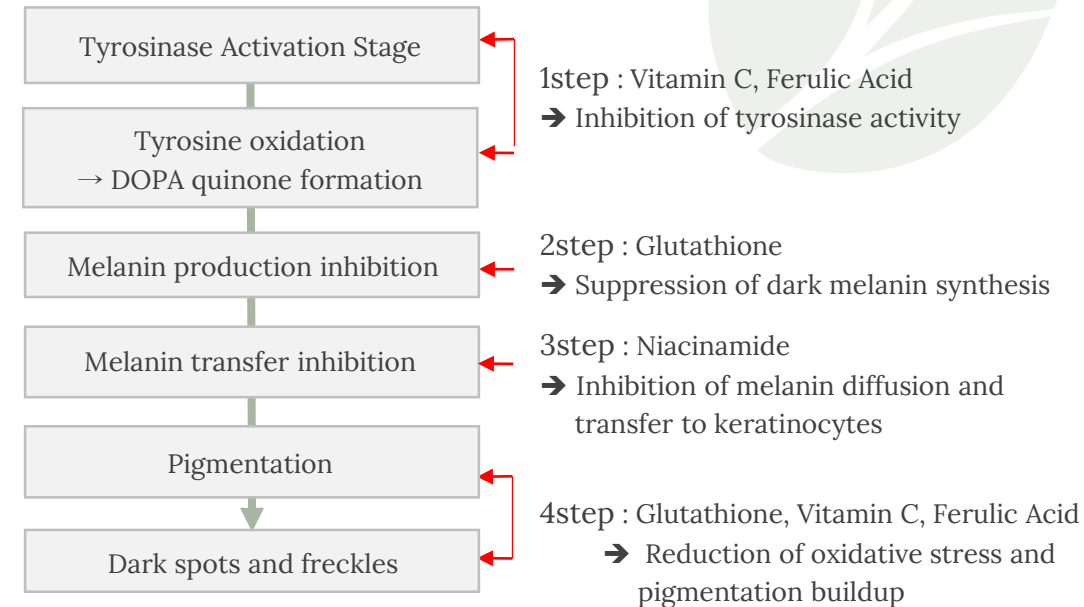 Tyrosinase Activation Stage
Tyrosine oxidation
→ DOPA quinone formation
1step : Vitamin C, Ferulic Acid
➔ Inhibition of tyrosinase activity
Melanin production inhibition
2step : Glutathione
➔ Suppression of dark melanin synthesis
Melanin transfer inhibition
3step : Niacinamide
➔ Inhibition of melanin diffusion and
transfer to keratinocytes
Pigmentation
Dark spots and freckles
4step : Glutathione, Vitamin C, Ferulic Acid
➔ Reduction of oxidative stress and
pigmentation buildup